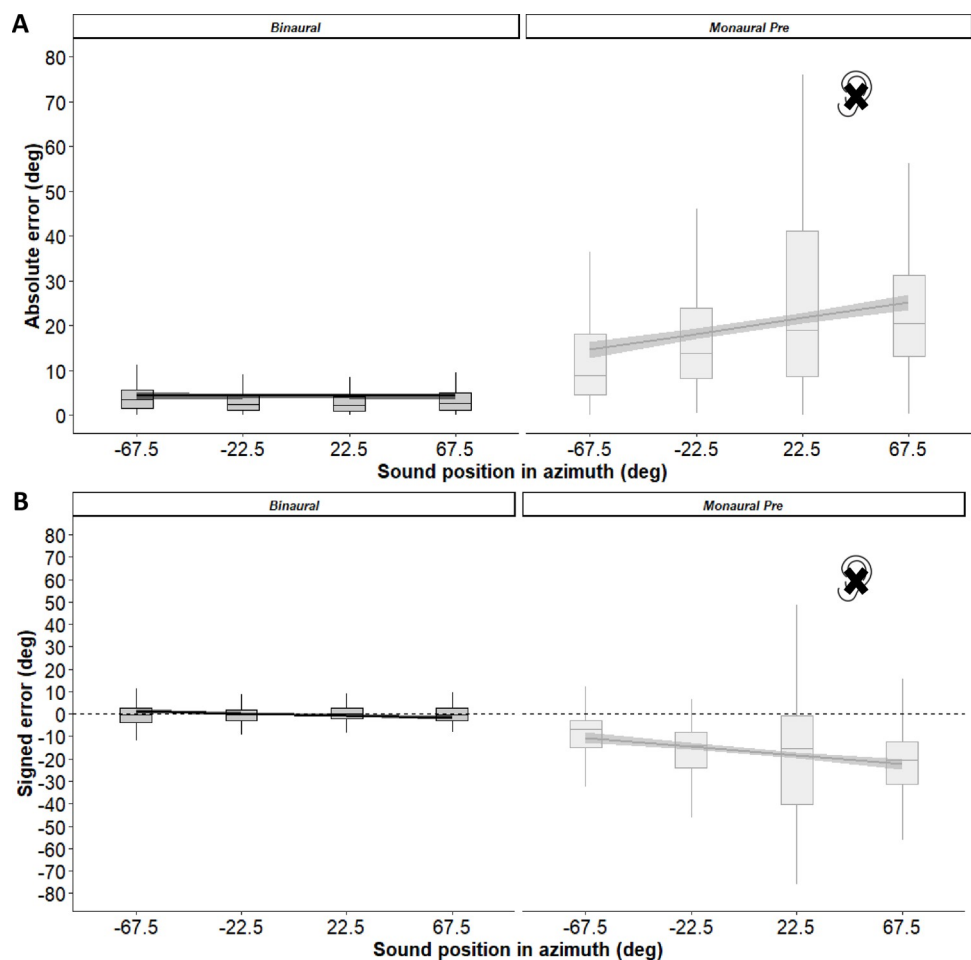 A
Binaural
Monaural Pre
Absolute error (deg)
80
70
60
50
40
30
20
10
0
-67.5 -22.5 22.5 67.5 -67.5 -22.5 22.5 67.5
Sound position in azimuth (deg)
B
Binaural
Monaural Pre
Signed error (deg)
80
70
60
50
40
30
20
10
0
-10
-20
-30
-40
-50
-60
-70
-80
-67.5 -22.5 22.5 67.5 -67.5 -22.5 22.5 67.5
Sound position in azimuth (deg)